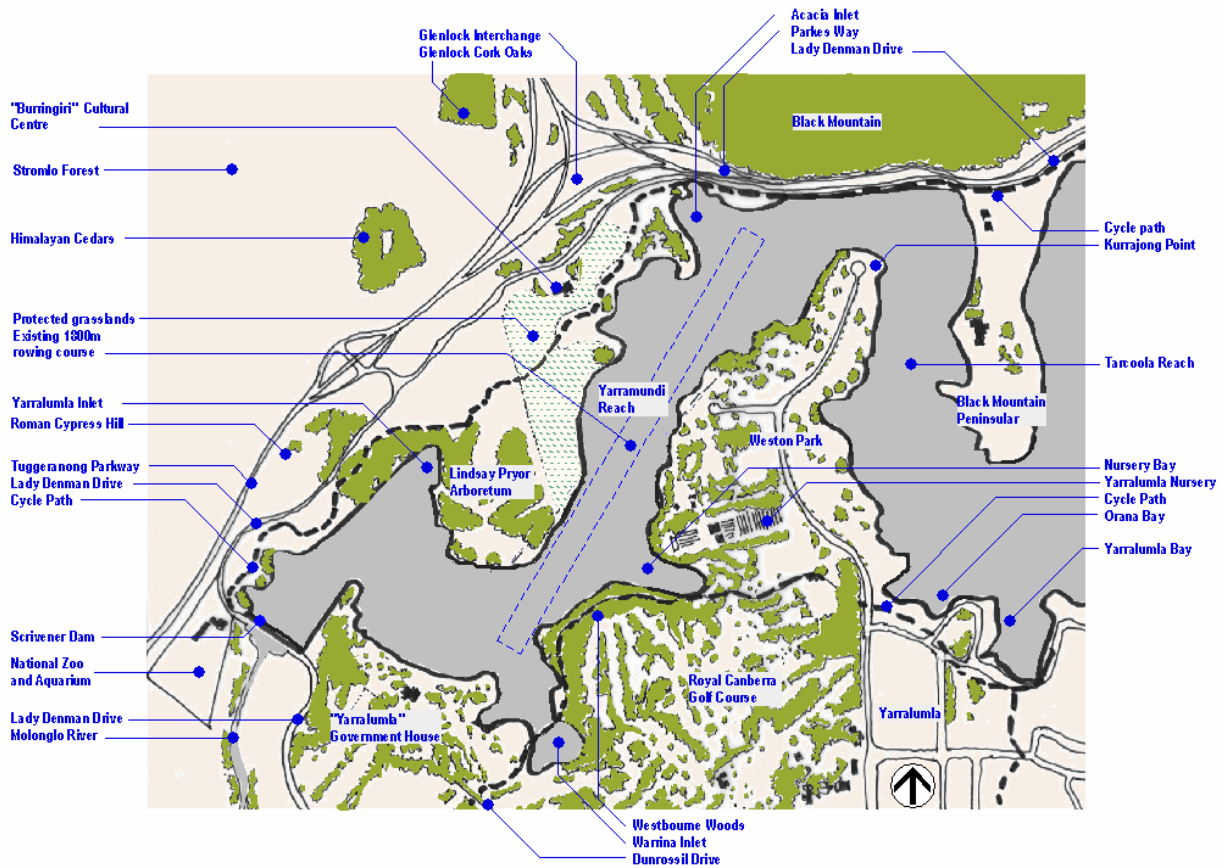 Acacia Inlet
Parkes Way
Lady Denman Drive
Glenlock Interchange
Glenlock Cork Oaks
"Burringiri" Cultural
Centre
Stromlo Forest
Himalayan Cedars
Protected grasslands
Existing 1800m
rowing course
Yarralumla Inlet
Roman Cypress Hill
Tuggeranong Parkway
Lady Denman Drive
Cycle Path
Scrivener Dam
National Zoo
and Aquarium
Lady Denman Drive
Molonglo River
Black Mountain
Yarramundi
Reach
Lindsay Pryor
Arboretum
Weston Park
Black Mountain
Peninsular
"Yarralumla"
Government House
Royal Canberra
Golf Course
Yarralumla
Cycle path
Kurrajong Point
Tarcoola Reach
Nursery Bay
Yarralumla Nursery
Cycle Path
Orana Bay
Yarralumla Bay
Westbourne Woods
Warrina Inlet
Dunrossil Drive